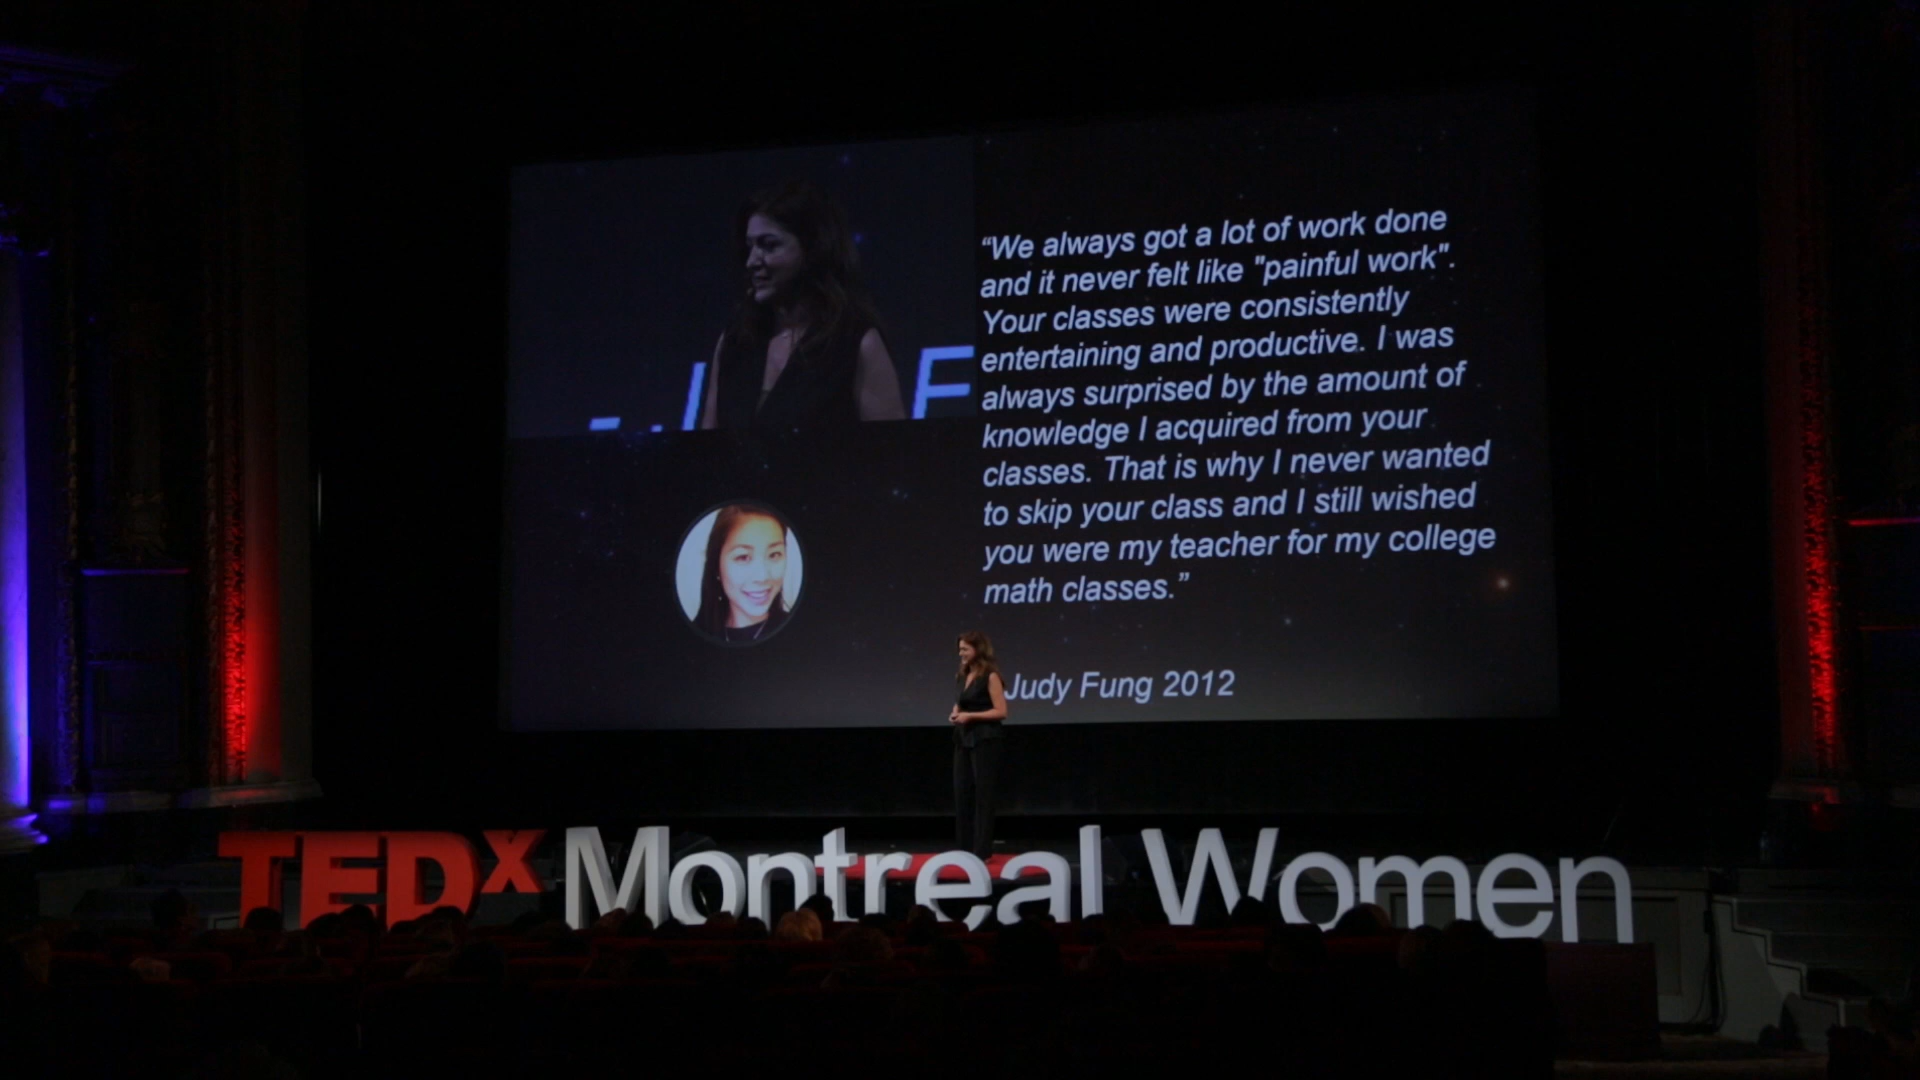 “We always got a lot of work done
and it never felt like "painful work".
Your classes were consistently
entertaining and productive. I was
always surprised by the amount of
knowledge I acquired from your
classes. That is why I never wanted
to skip your class and I still wished
you were my teacher for my college
math classes.”
Judy Fung 2012
TEDx Montreal Women